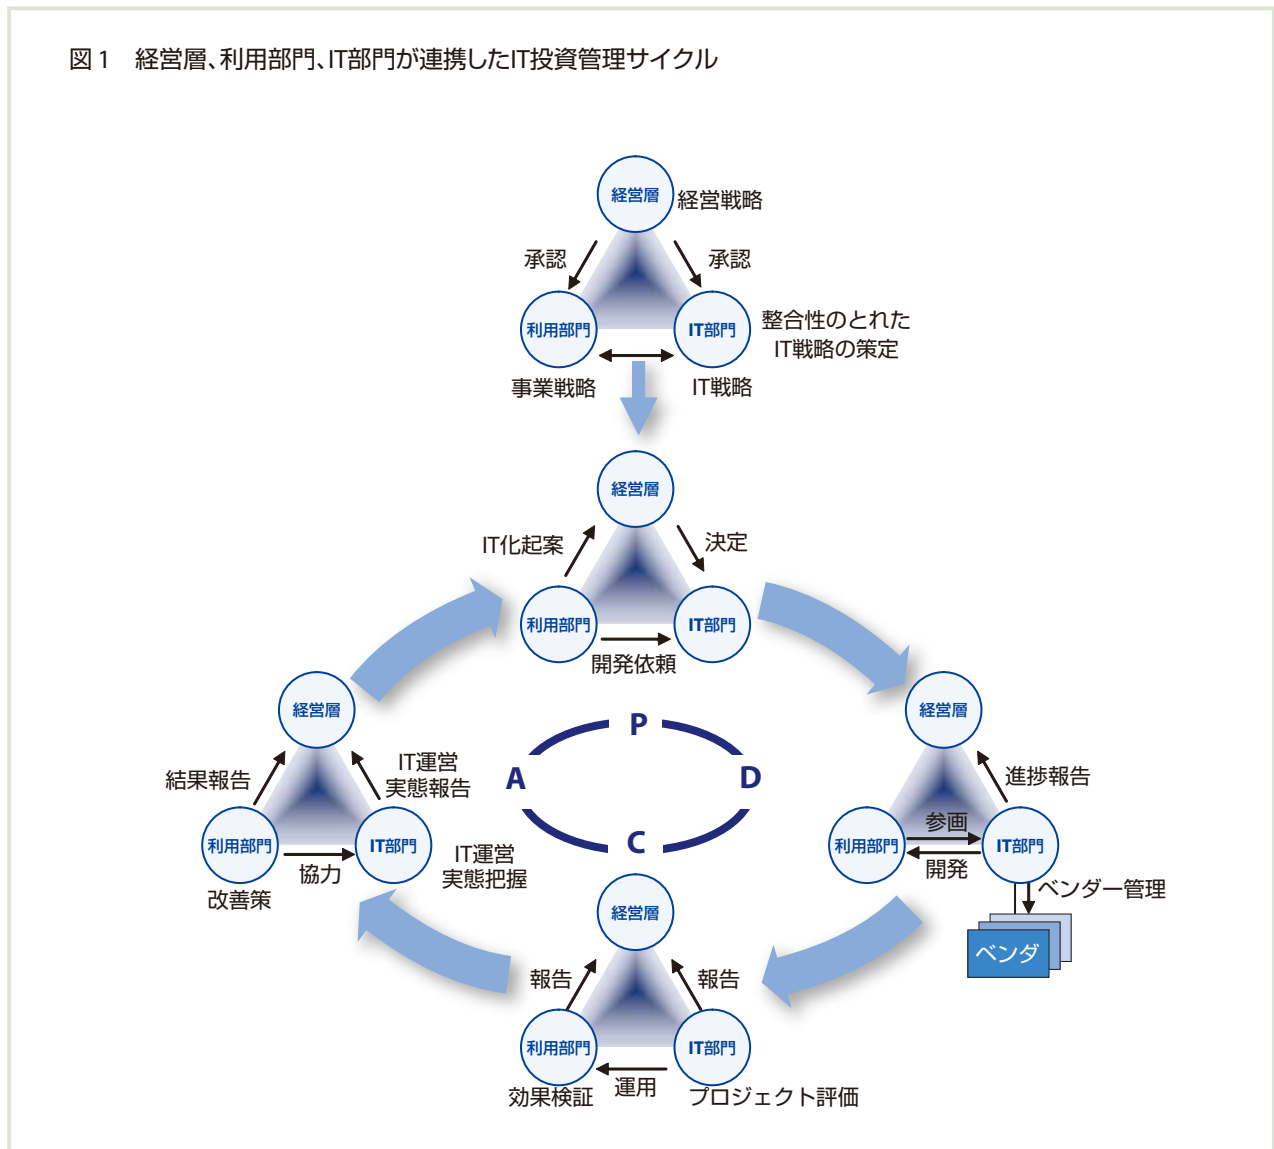 図1 経営層、利用部門、IT部門が連携したIT投資管理サイクル
経営層
経営戦略
承認
承認
利用部門
IT部門
整合性のとれた
IT戦略の策定
事業戦略
IT戦略
経営層
IT化起案
決定
利用部門
IT部門
開発依頼
経営層
結果報告
IT運営
実態報告
利用部門
IT部門
協力
改善策
IT運営
実態把握
P
A
D
C
経営層
進捗報告
利用部門
参画
IT部門
開発
ベンダー管理
ベンダ
経営層
報告
報告
利用部門
IT部門
効果検証
運用
プロジェクト評価